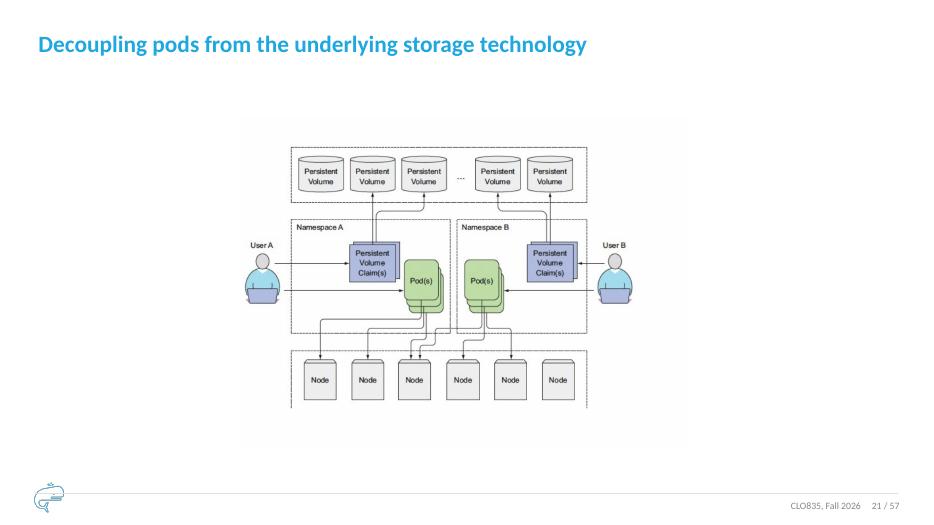 Decoupling pods from the underlying storage technology
Persistent
Volume
Persistent
Volume
Persistent
Volume
...
Persistent
Volume
Persistent
Volume
Namespace A
Namespace B
User A
User B
Persistent
Volume
Claim(s)
Pod(s)
Pod(s)
Persistent
Volume
Claim(s)
Node
Node
Node
Node
Node
Node
CLO835, Fall 2026
21 / 57